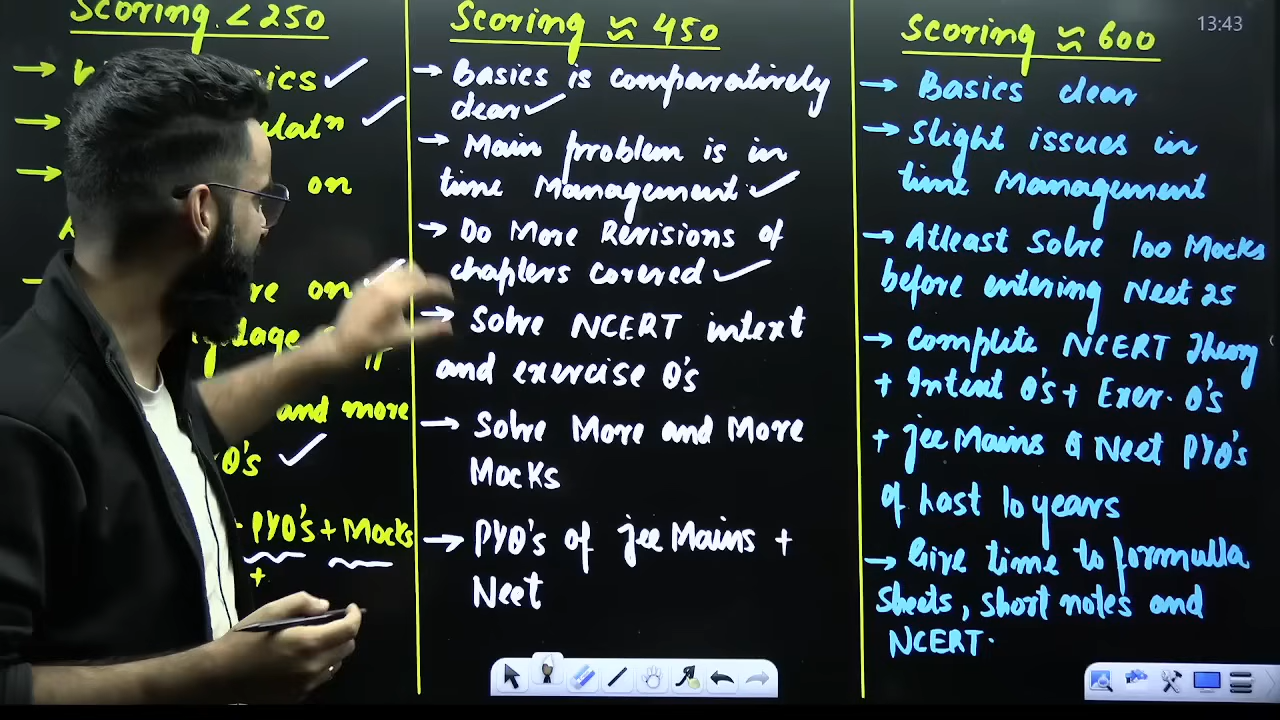 Scoring < 250
→ sics ✓
→ ulatn ✓
→ on
→ re on ✓
and more
Q's ✓
PYQ's + Mocks
+
Scoring ≈ 450
→ Basics is comparatively
clear ✓
→ Main problem is in
time Management ✓
→ Do More Revisions of
chapters covered ✓
→ Solve NCERT intext
and exercise Q's
→ Solve More and More
Mocks
→ PYQ's of jee Mains +
Neet
13:43
Scoring ≈ 600
→ Basics clear
→ Slight issues in
time Management
→ Atleast Solve 100 Mocks
before entering Neet 25
→ Complete NCERT Theory
+ Intext Q's + Exer. Q's
+ jee Mains & Neet PYQ's
of Last 10 years
→ Give time to formulla
sheets, short notes and
NCERT.